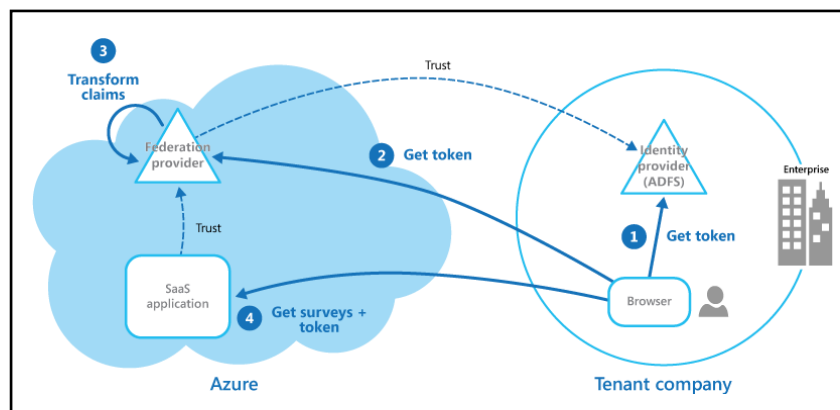 3
Transform
claims
Trust
Federation
provider
2 Get token
Identity
provider
(ADFS)
Enterprise
Trust
1 Get token
SaaS
application
Browser
4 Get surveys +
token
Azure
Tenant company